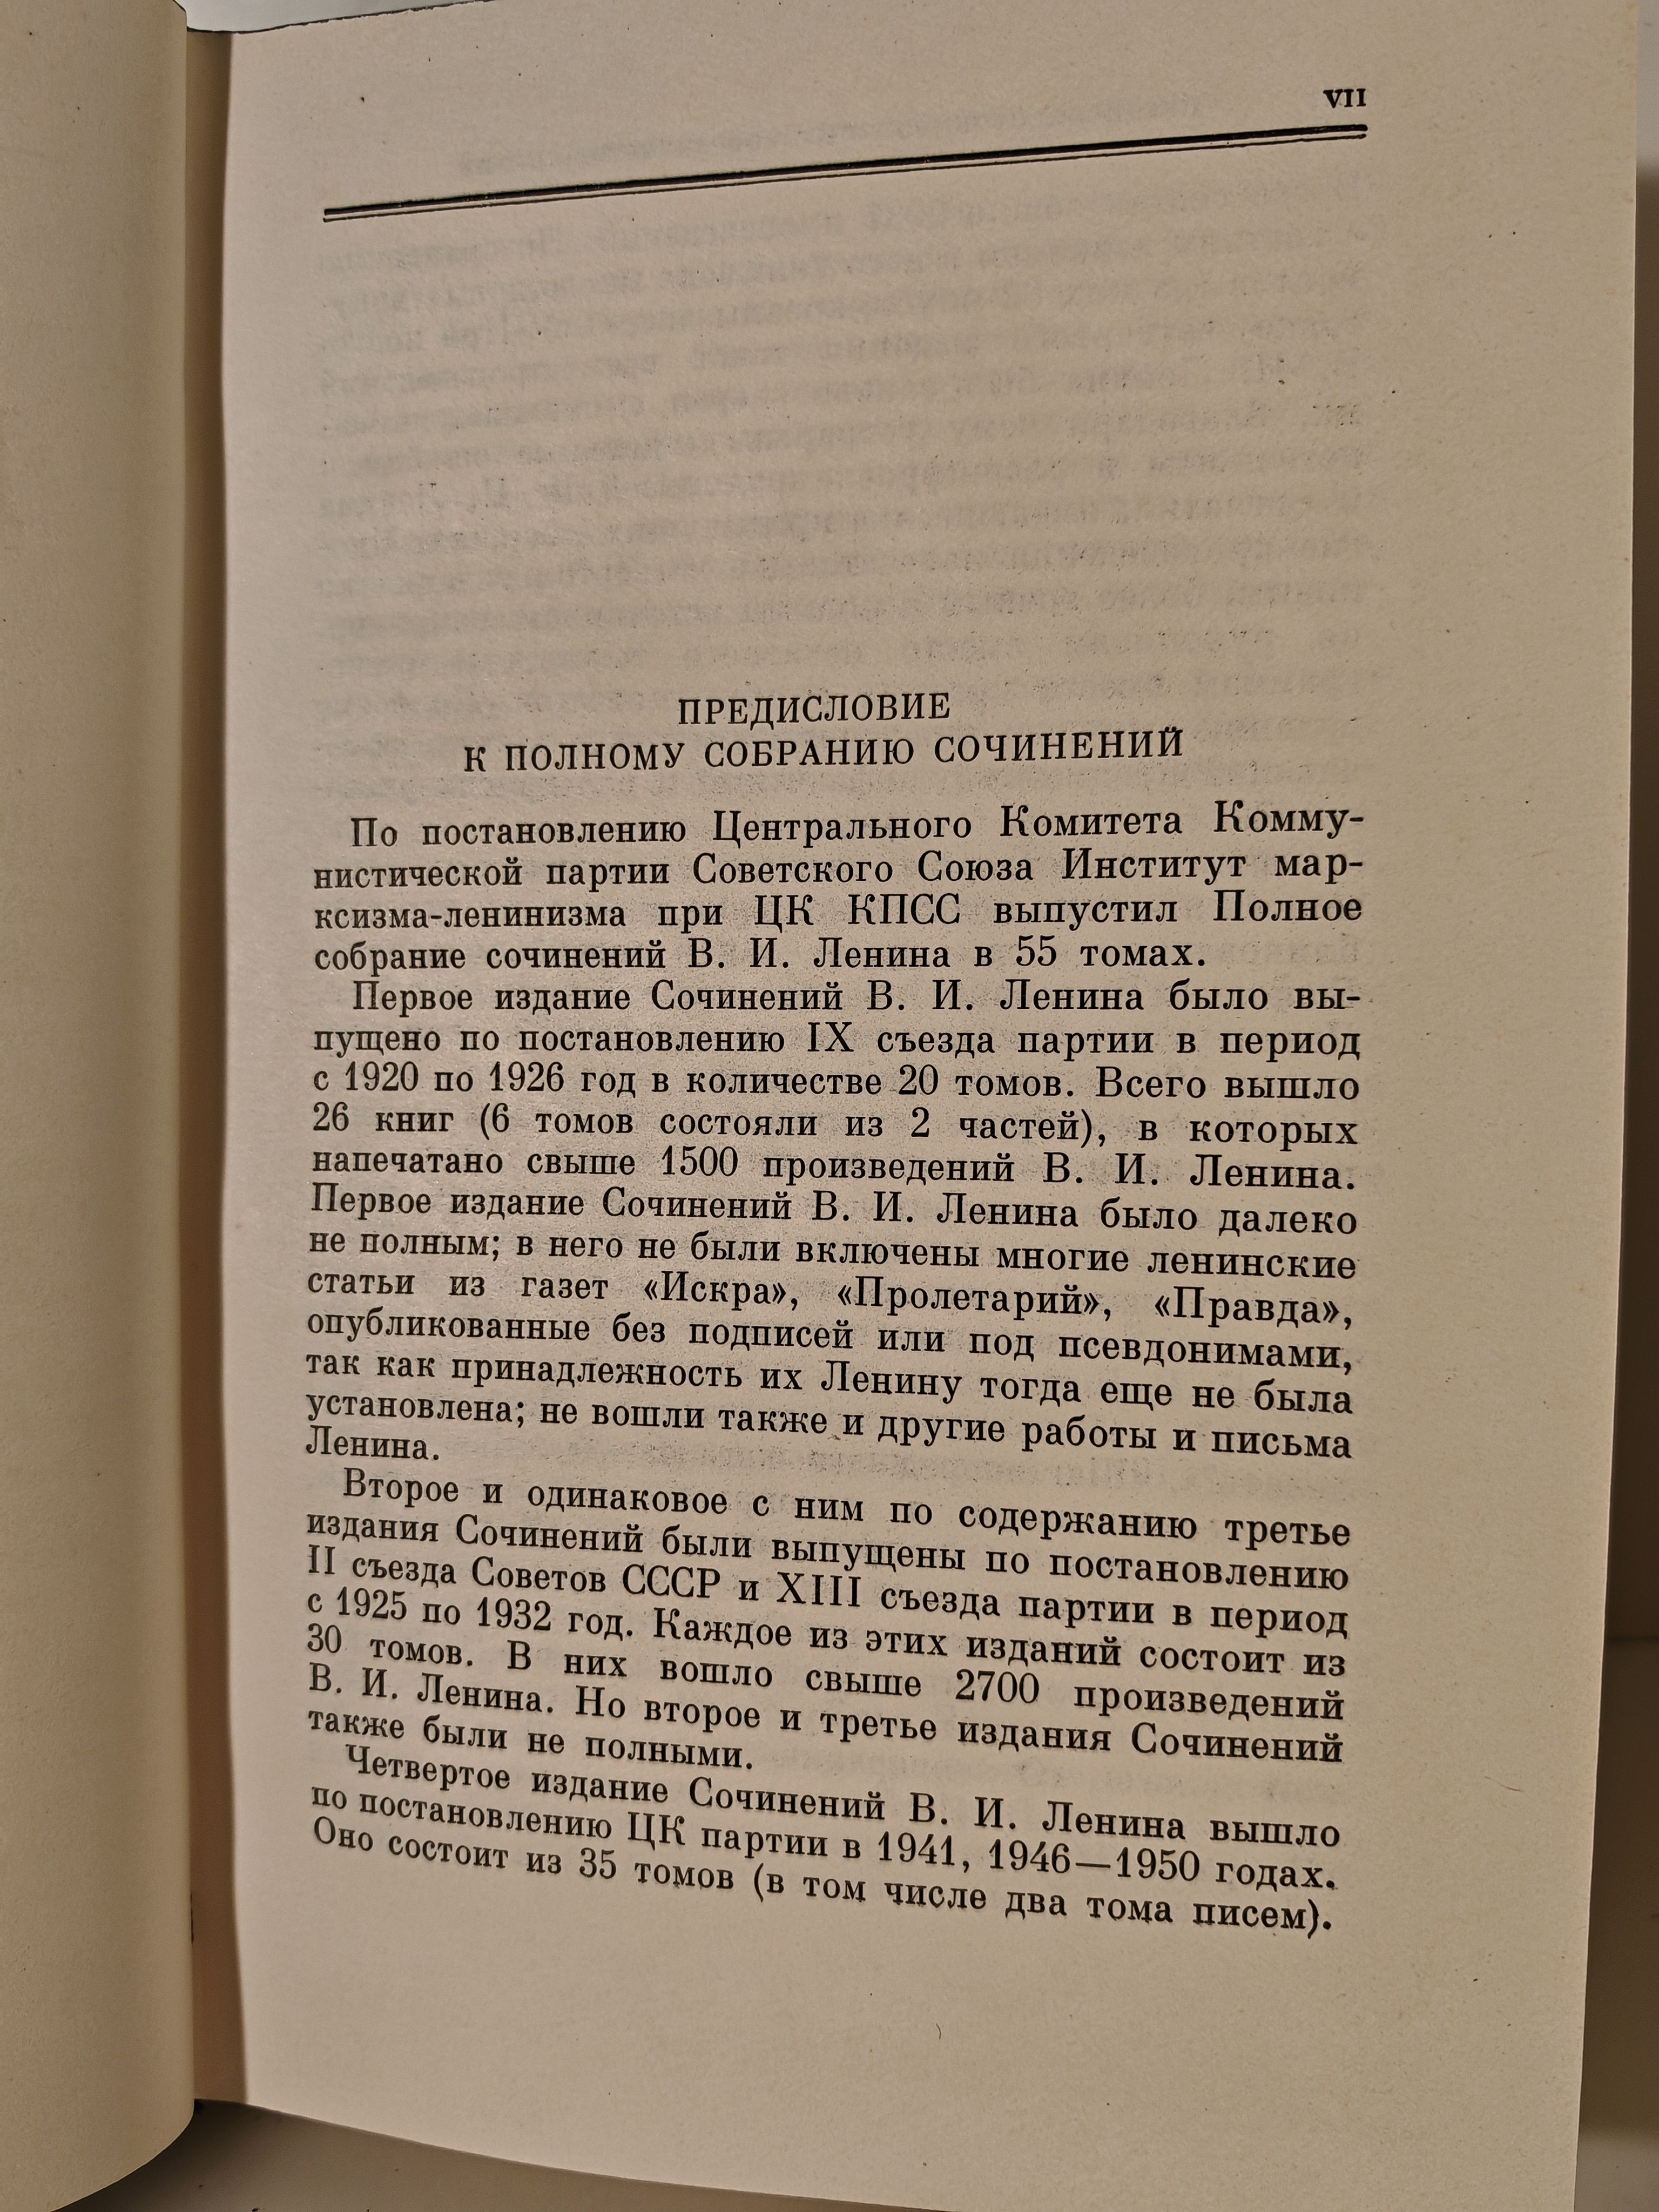 VII
ПРЕДИСЛОВИЕ
К ПОЛНОМУ СОБРАНИЮ СОЧИНЕНИЙ
По постановлению Центрального Комитета Комму-
нистической партии Советского Союза Институт мар-
ксизма-ленинизма при ЦК КПСС выпустил Полное
собрание сочинений В. И. Ленина в 55 томах.
Первое издание Сочинений В. И. Ленина было вы-
пущено по постановлению IX съезда партии в период
с 1920 по 1926 год в количестве 20 томов. Всего вышло
26 книг (6 томов состояли из 2 частей), в которых
напечатано свыше 1500 произведений В. И. Ленина.
Первое издание Сочинений В. И. Ленина было далеко
не полным; в него не были включены многие ленинские
статьи из газет «Искра», «Пролетарий», «Правда»,
опубликованные без подписей или под псевдонимами,
так как принадлежность их Ленину тогда еще не была
установлена; не вошли также и другие работы и письма
Ленина.
Второе и одинаковое с ним по содержанию третье
издания Сочинений были выпущены по постановлению
II съезда Советов СССР и XIII съезда партии в период
с 1925 по 1932 год. Каждое из этих изданий состоит из
30 томов. В них вошло свыше 2700 произведений
В. И. Ленина. Но второе и третье издания Сочинений
также были не полными.
Четвертое издание Сочинений В. И. Ленина вышло
по постановлению ЦК партии в 1941, 1946—1950 годах.
Оно состоит из 35 томов (в том числе два тома писем).